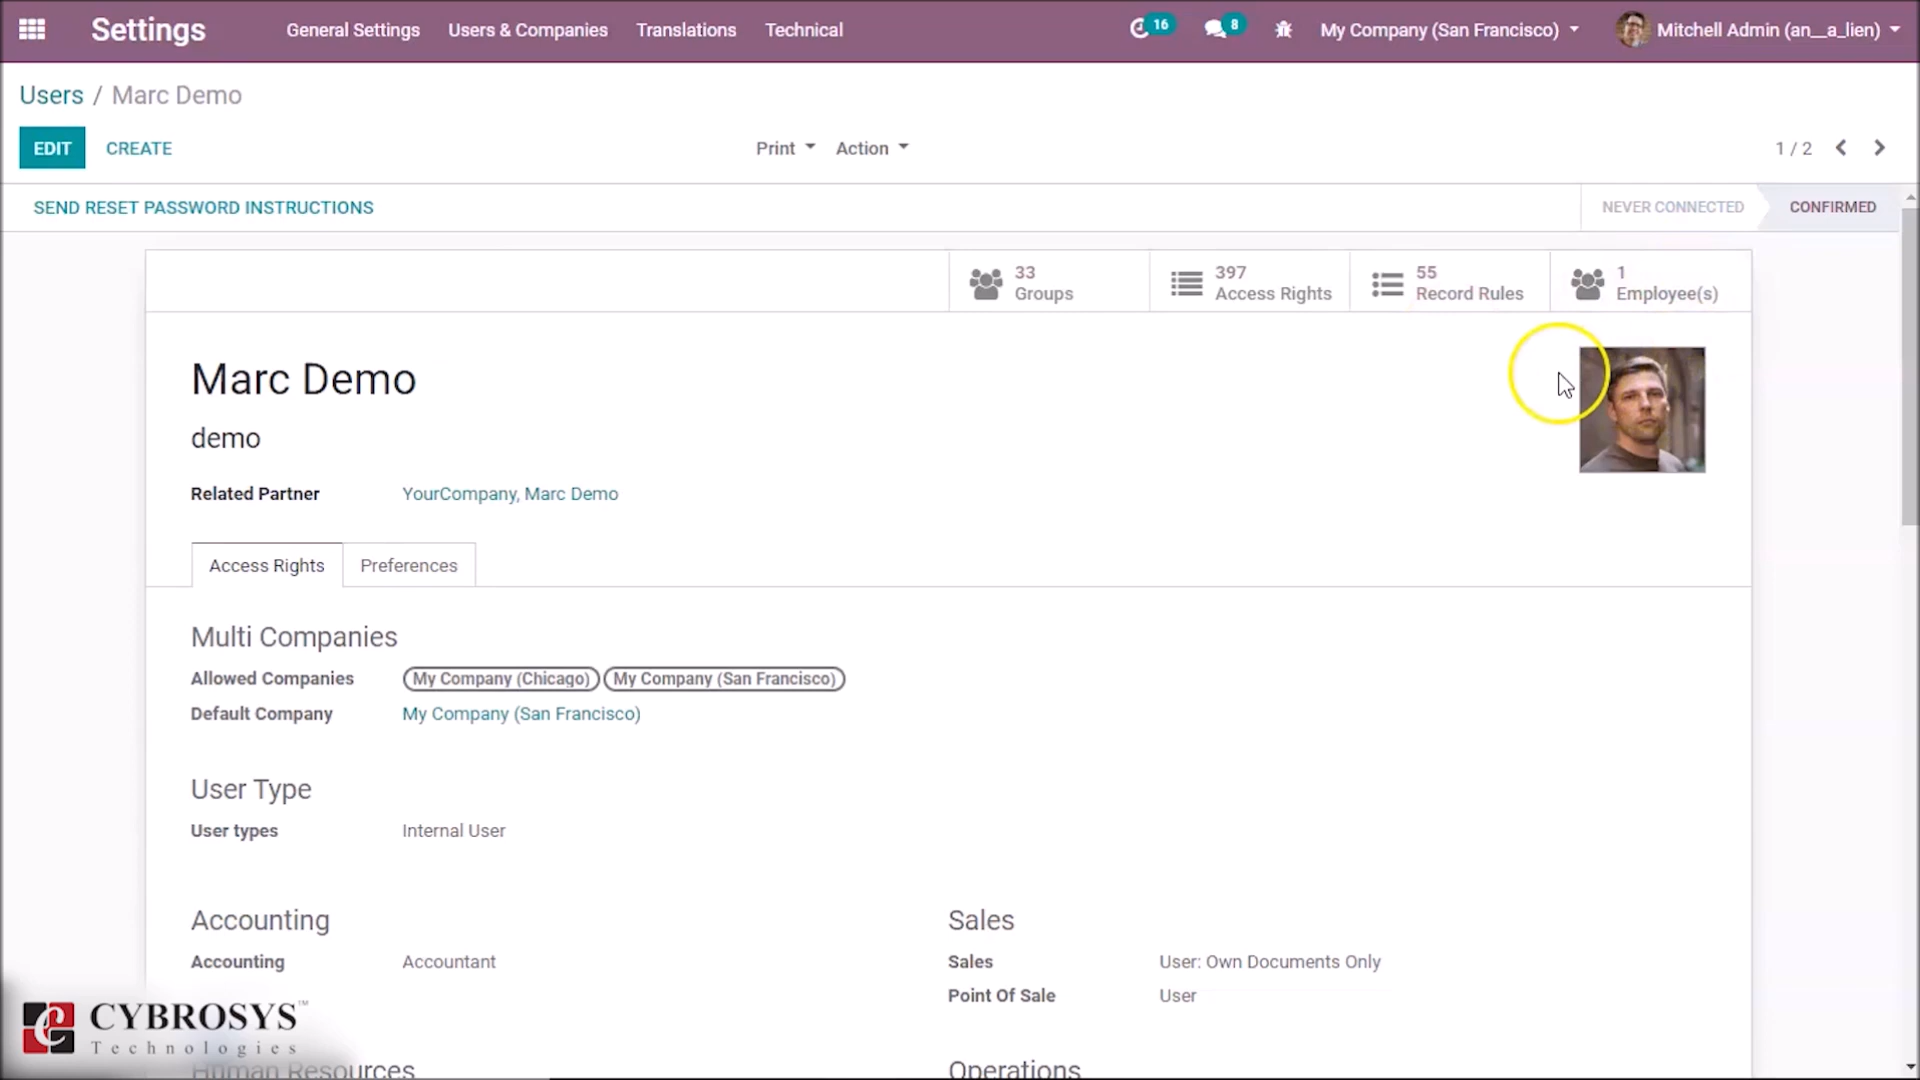 Settings General Settings Users & Companies Translations Technical 16 8 My Company (San Francisco) Mitchell Admin (an__a_lien)
Users / Marc Demo
EDIT CREATE Print Action 1 / 2
SEND RESET PASSWORD INSTRUCTIONS NEVER CONNECTED CONFIRMED
33 397 55 1
Groups Access Rights Record Rules Employee(s)
Marc Demo
demo
Related Partner YourCompany, Marc Demo
Access Rights Preferences
Multi Companies
Allowed Companies My Company (Chicago) My Company (San Francisco)
Default Company My Company (San Francisco)
User Type
User types Internal User
Accounting Sales
Accounting Accountant Sales User: Own Documents Only
Point Of Sale User
CYBROSYS™
Technologies
Human Resources Operations